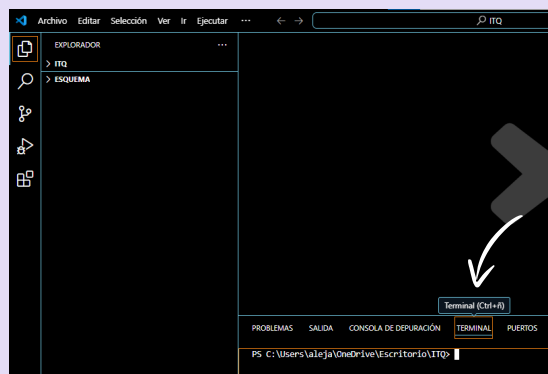 Archivo Editar Selección Ver Ir Ejecutar ··· ← → ITQ
EXPLORADOR ···
> ITQ
> ESQUEMA
Terminal (Ctrl+ñ)
PROBLEMAS SALIDA CONSOLA DE DEPURACIÓN TERMINAL PUERTOS
PS C:\Users\aleja\OneDrive\Escritorio\ITQ>